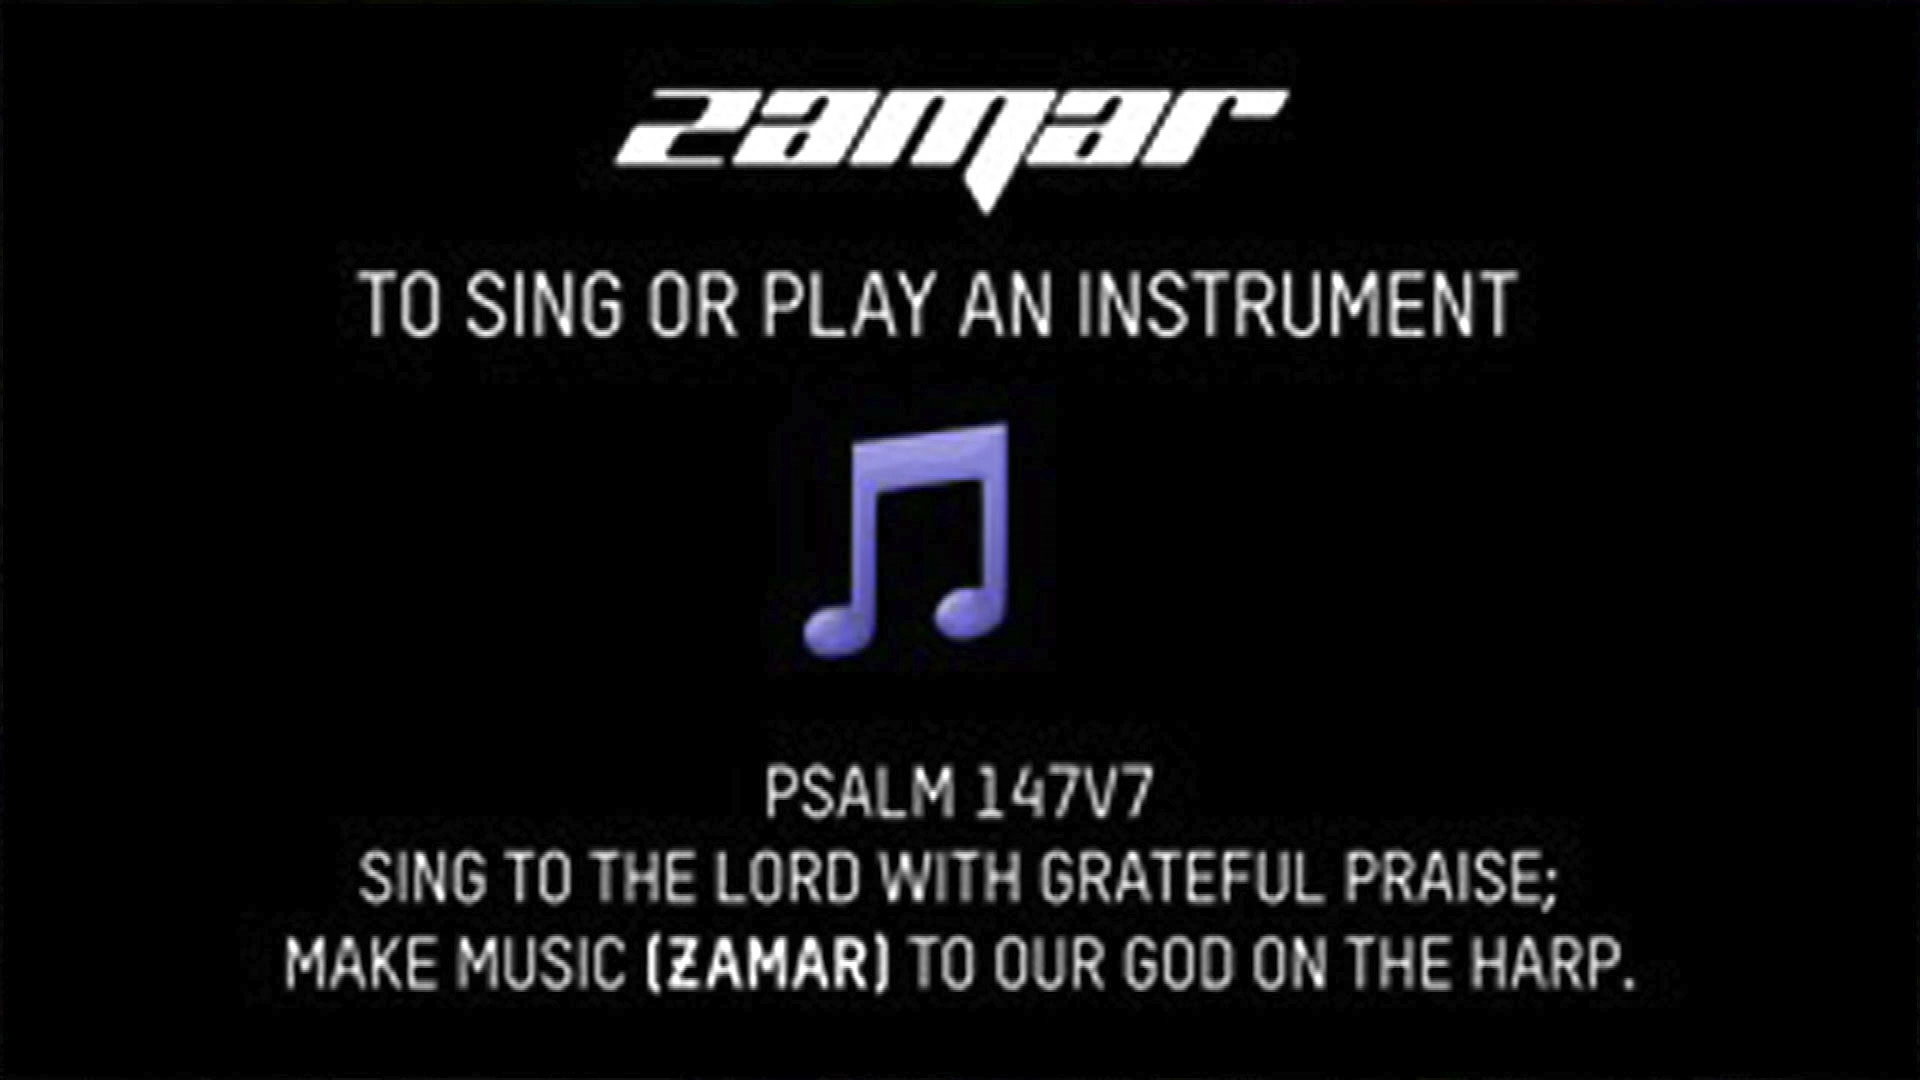 zamar
TO SING OR PLAY AN INSTRUMENT
PSALM 147V7
SING TO THE LORD WITH GRATEFUL PRAISE;
MAKE MUSIC (ZAMAR) TO OUR GOD ON THE HARP.